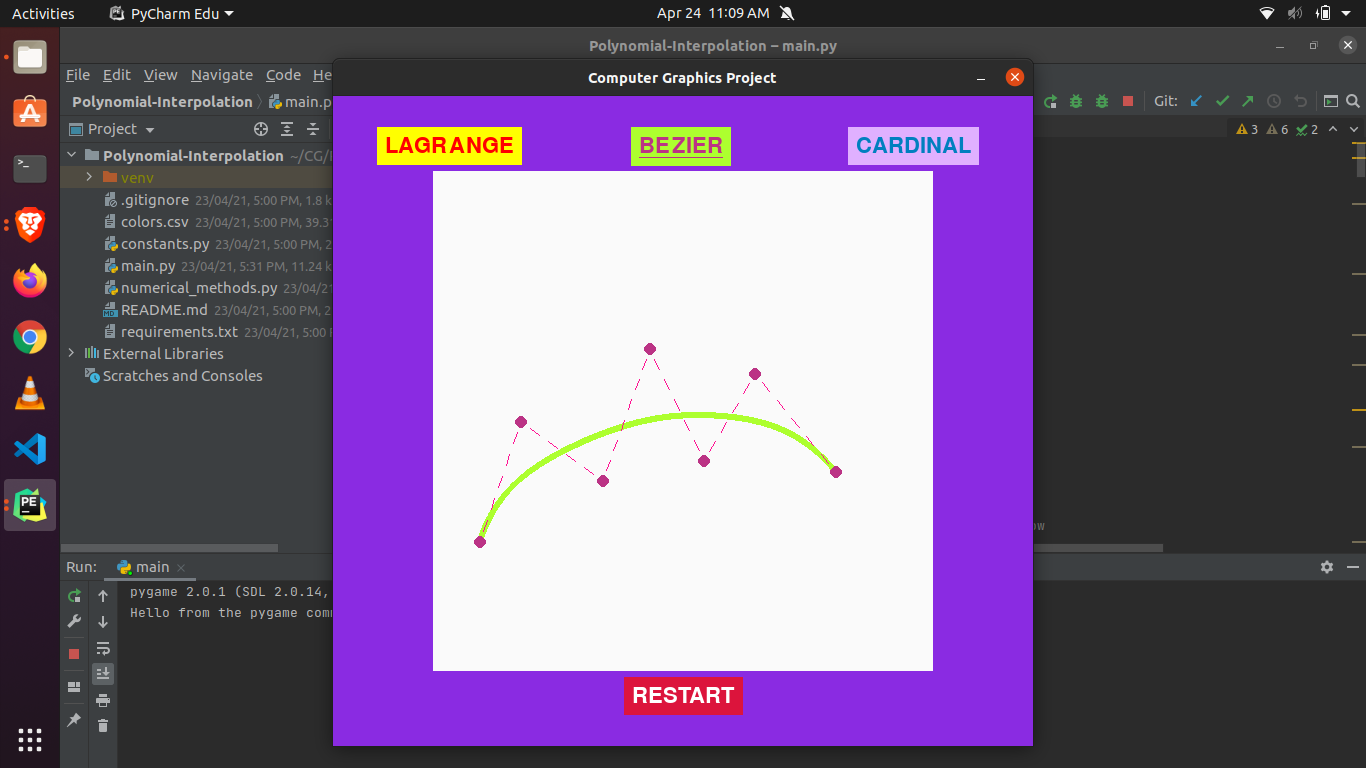 Activities PyCharm Edu Apr 24 11:09 AM
Polynomial-Interpolation – main.py
File Edit View Navigate Code He
Computer Graphics Project
Polynomial-Interpolation main.p
Git:
Project
3 6 2
LAGRANGE BEZIER CARDINAL
Polynomial-Interpolation ~/CG/
venv
.gitignore 23/04/21, 5:00 PM, 1.8 k
colors.csv 23/04/21, 5:00 PM, 39.31
constants.py 23/04/21, 5:00 PM, 2
main.py 23/04/21, 5:31 PM, 11.24 k
numerical_methods.py 23/04/21
README.md 23/04/21, 5:00 PM, 2
requirements.txt 23/04/21, 5:00 
External Libraries
Scratches and Consoles
ow
Run: main
pygame 2.0.1 (SDL 2.0.14,
Hello from the pygame com
RESTART